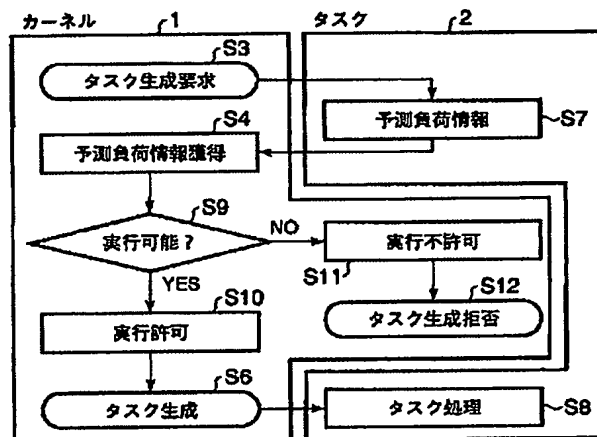 カーネル 1 タスク 2
S3
タスク生成要求
S4
予測負荷情報 S7
予測負荷情報獲得
S9
実行可能？ NO 実行不許可
S11
YES
S12
S10
タスク生成拒否
実行許可
S6
タスク生成 タスク処理 S8